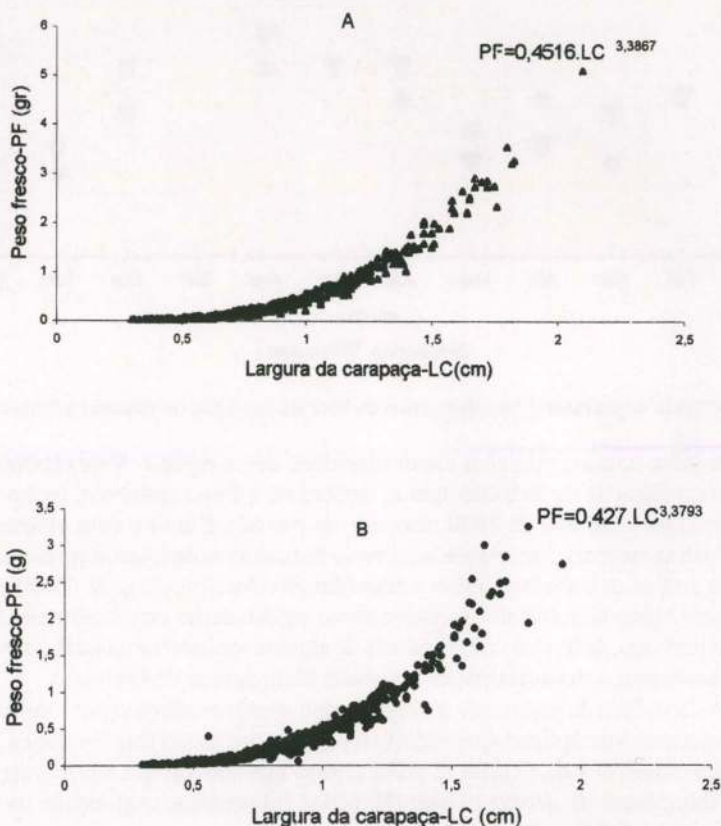 A
PF=0,4516.LC 3,3867
Peso fresco-PF (gr)
6
5
4
3
2
1
0
0 0,5 1 1,5 2 2,5
Largura da carapaça-LC(cm)
B
PF=0,427.LC3,3793
Peso fresco-PF (g)
3,5
3
2,5
2
1,5
1
0,5
0
0 0,5 1 1,5 2 2,5
Largura da carapaça-LC (cm)